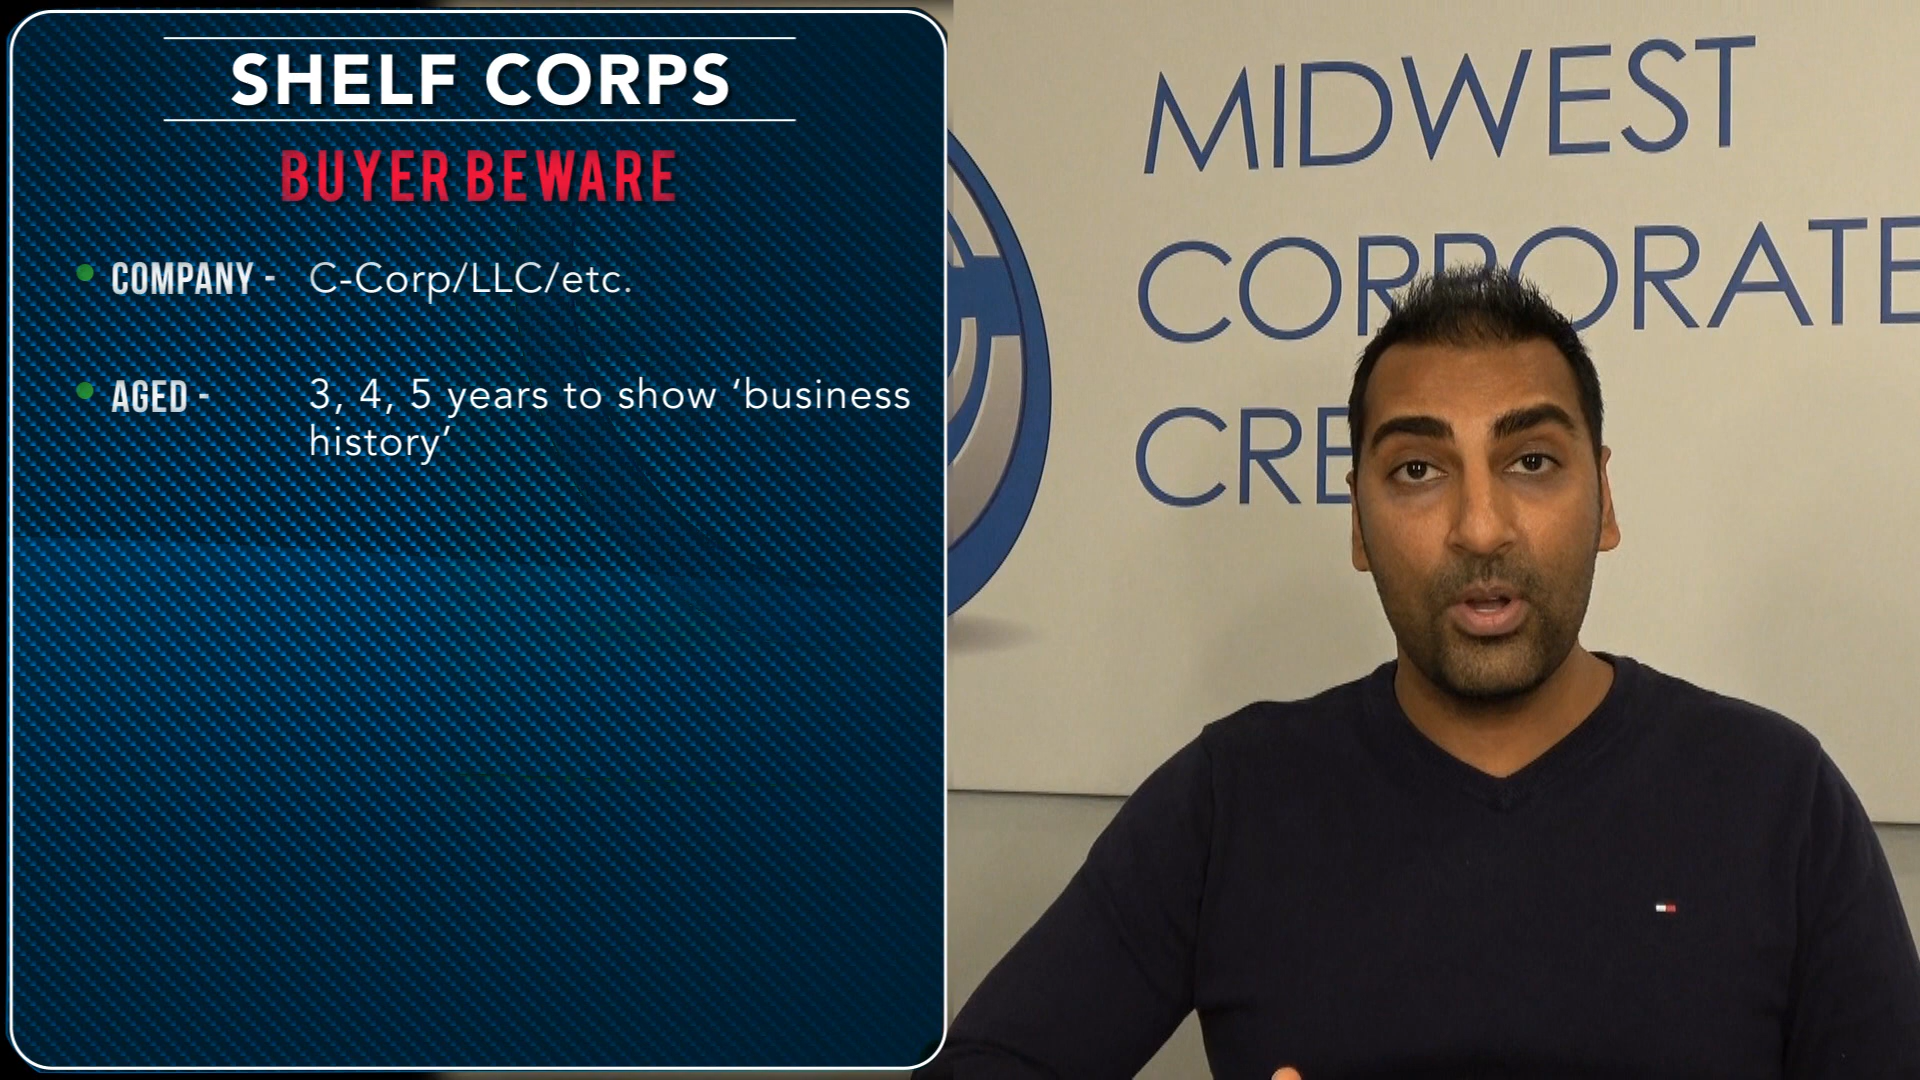 SHELF CORPS
BUYER BEWARE
COMPANY - C-Corp/LLC/etc.
AGED - 3, 4, 5 years to show ‘business
history’
MIDWEST
CORPORATE
CRE